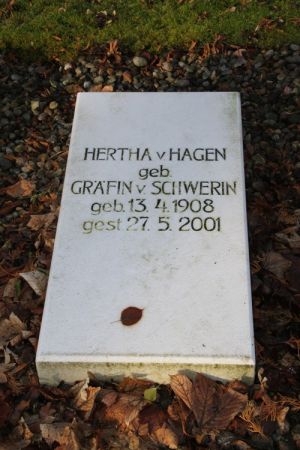 HERTHA v. HAGEN
geb.
GRÄFIN v. SCHWERIN
geb. 13. 4. 1908
gest 27. 5. 2001